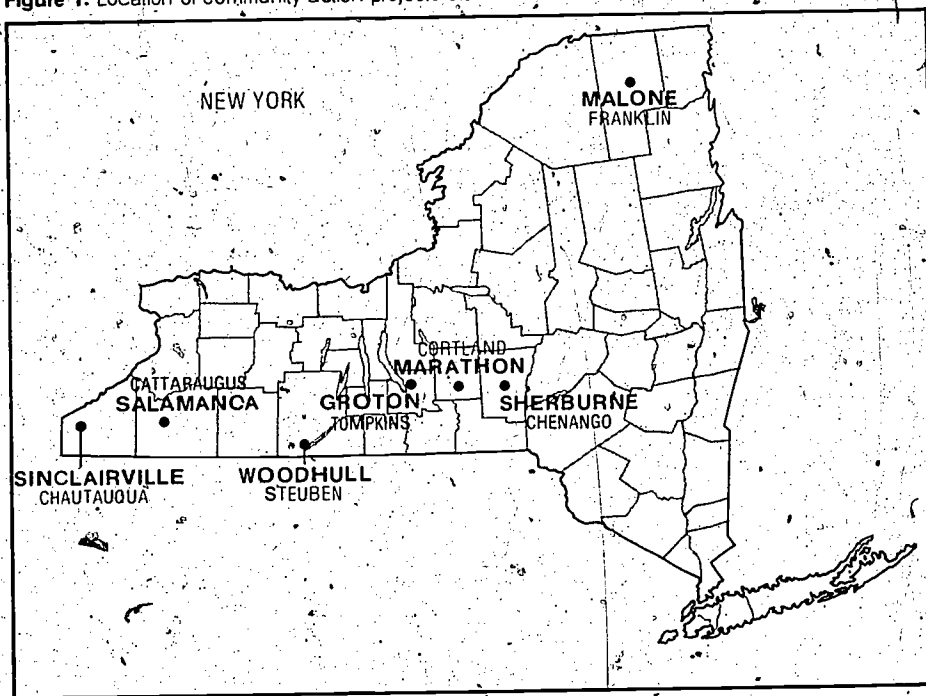 Figure 1. Location of community action projects
NEW YORK
MALONE
FRANKLIN
CORTLAND
MARATHON
CATTARAUGUS
SALAMANCA
GROTON
TOMPKINS
SHERBURNE
CHENANGO
SINCLAIRVILLE
CHAUTAUQUA
WOODHULL
STEUBEN